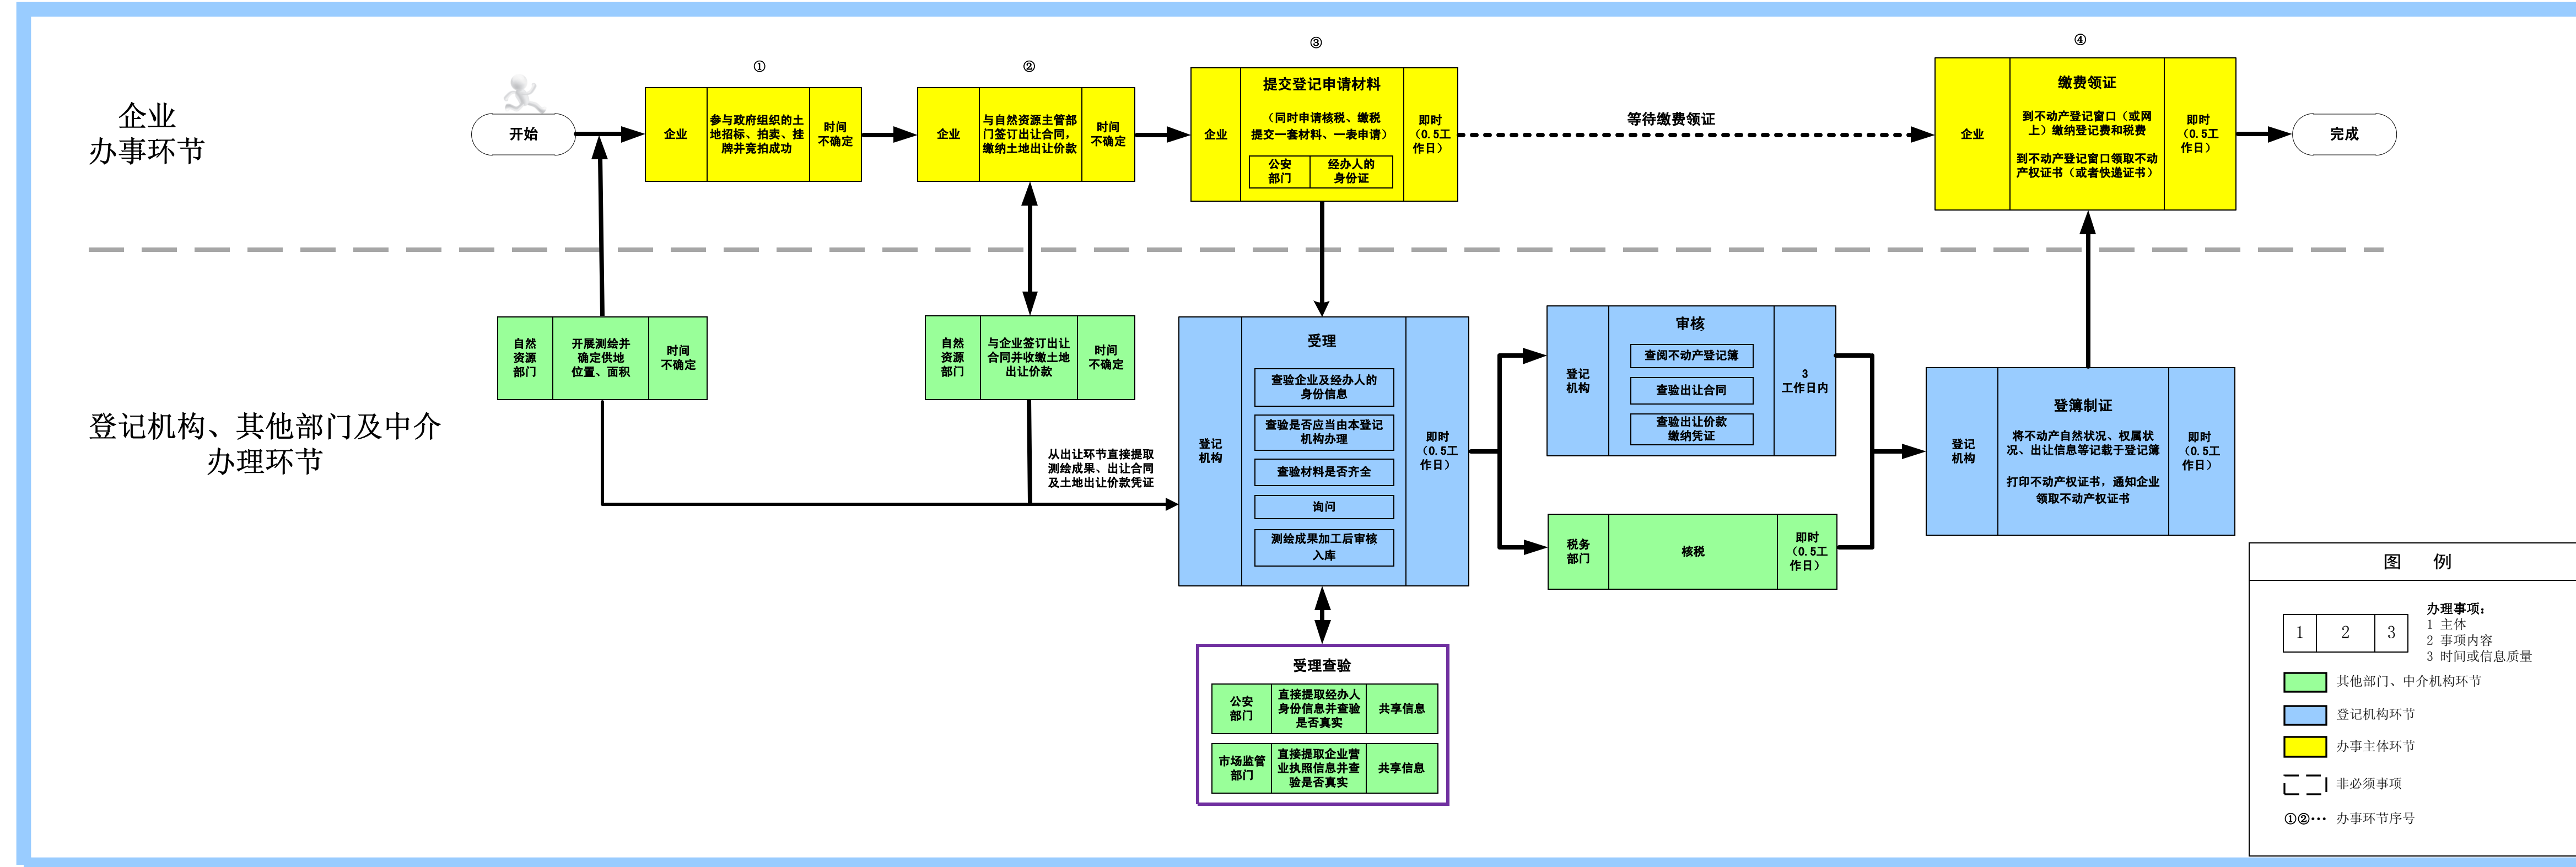 企业
办事环节
开始
①
企业
参与政府组织的土
地招标、拍卖、挂
牌并竞拍成功
时间
不确定
②
企业
与自然资源主管部
门签订出让合同，
缴纳土地出让价款
时间
不确定
③
企业
提交登记申请材料
（同时申请核税、缴税
提交一套材料、一表申请）
公安
部门
经办人的
身份证
即时
（0.5工
作日）
等待缴费领证
④
企业
缴费领证
到不动产登记窗口（或网
上）缴纳登记费和税费
到不动产登记窗口领取不动
产权证书（或者快递证书）
即时
（0.5工
作日）
完成
登记机构、其他部门及中介
办理环节
自然
资源
部门
开展测绘并
确定供地
位置、面积
时间
不确定
自然
资源
部门
与企业签订出让
合同并收缴土地
出让价款
时间
不确定
从出让环节直接提取
测绘成果、出让合同
及土地出让价款凭证
登记
机构
受理
查验企业及经办人的
身份信息
查验是否应当由本登记
机构办理
查验材料是否齐全
询问
测绘成果加工后审核
入库
即时
（0.5工
作日）
登记
机构
审核
查阅不动产登记簿
查验出让合同
查验出让价款
缴纳凭证
3
工作日内
税务
部门
核税
即时
（0.5工
作日）
登记
机构
登簿制证
将不动产自然状况、权属状
况、出让信息等记载于登记簿
打印不动产权证书，通知企业
领取不动产权证书
即时
（0.5工
作日）
受理查验
公安
部门
直接提取经办人
身份信息并查验
是否真实
共享信息
市场监管
部门
直接提取企业营
业执照信息并查
验是否真实
共享信息
图 例
1 2 3
办理事项：
1 主体
2 事项内容
3 时间或信息质量
其他部门、中介机构环节
登记机构环节
办事主体环节
非必须事项
①②… 办事环节序号